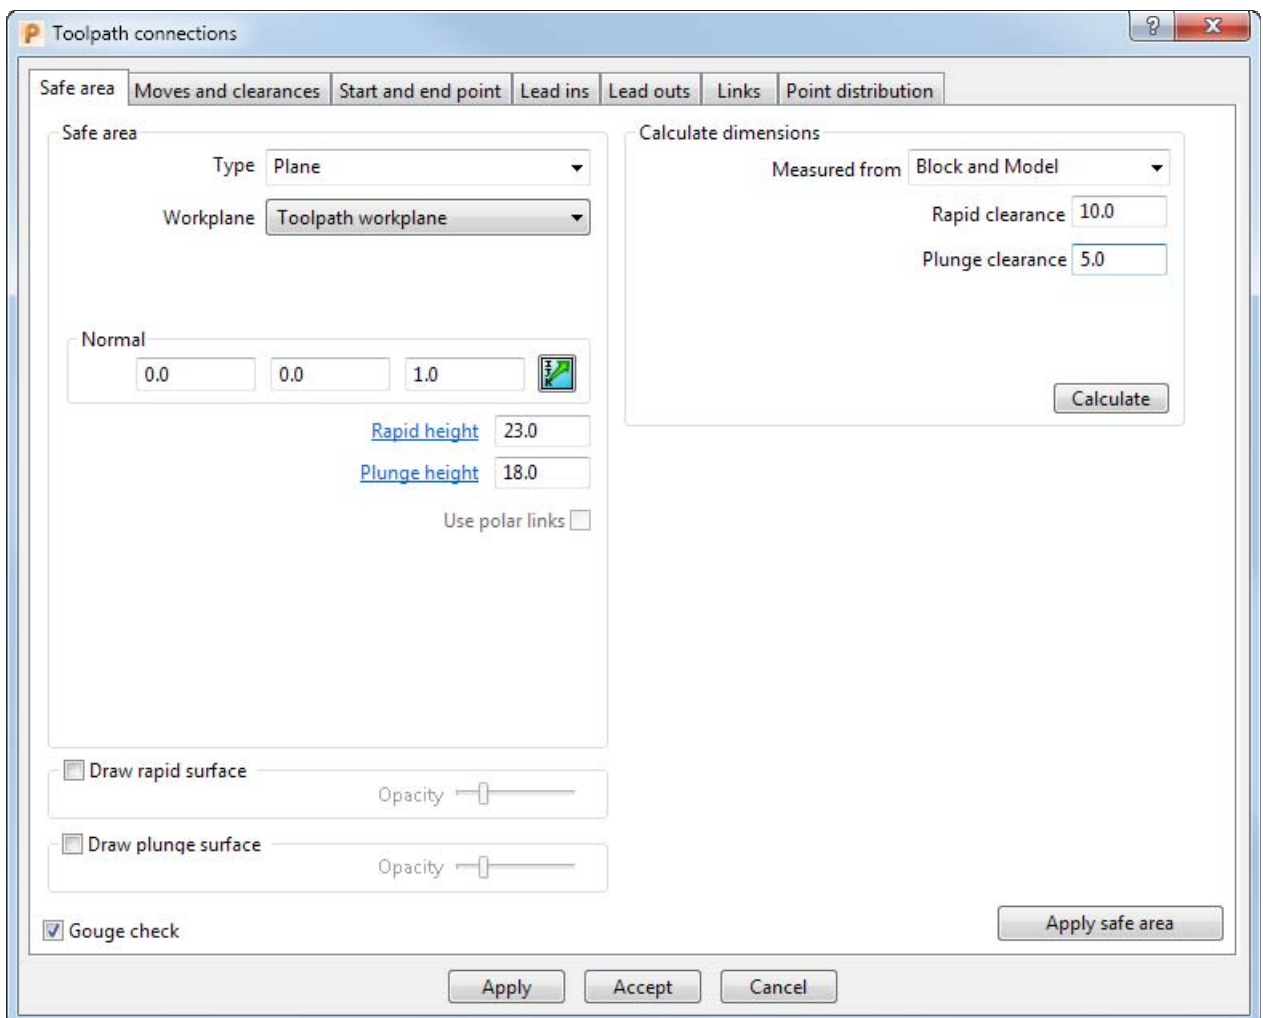 P Toolpath connections
? X
Safe area Moves and clearances Start and end point Lead ins Lead outs Links Point distribution
Safe area
Type Plane
Workplane Toolpath workplane
Normal
0.0 0.0 1.0
Rapid height 23.0
Plunge height 18.0
Use polar links
Draw rapid surface
Opacity
Draw plunge surface
Opacity
Gouge check
Calculate dimensions
Measured from Block and Model
Rapid clearance 10.0
Plunge clearance 5.0
Calculate
Apply safe area
Apply Accept Cancel